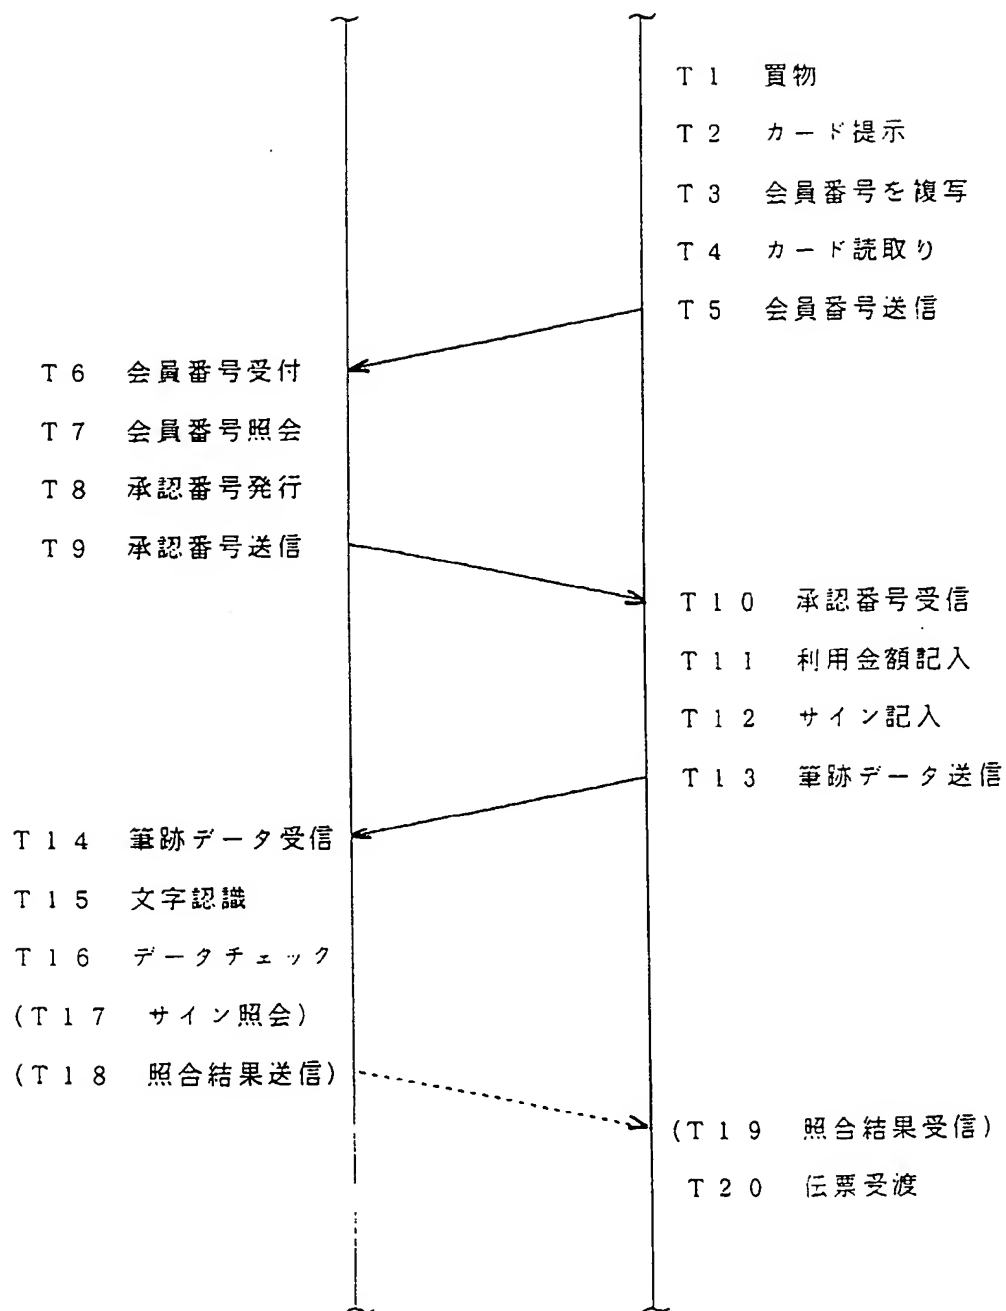 T1 買物
T2 カード提示
T3 会員番号を複写
T4 カード読取り
T5 会員番号送信
T6 会員番号受付
T7 会員番号照会
T8 承認番号発行
T9 承認番号送信
T10 承認番号受信
T11 利用金額記入
T12 サイン記入
T13 筆跡データ送信
T14 筆跡データ受信
T15 文字認識
T16 データチェック
(T17 サイン照会)
(T18 照合結果送信)
(T19 照合結果受信)
T20 伝票受渡